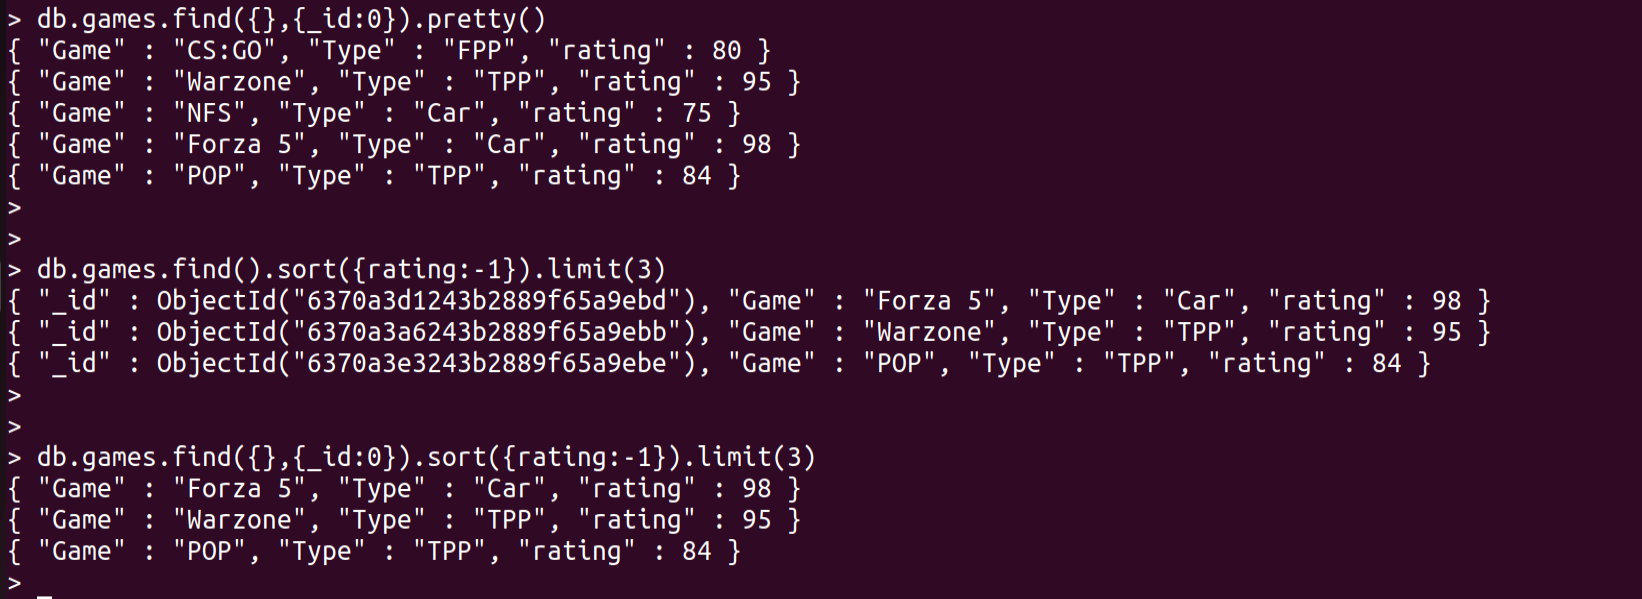 > db.games.find({},{_id:0}).pretty()
{ "Game" : "CS:GO", "Type" : "FPP", "rating" : 80 }
{ "Game" : "Warzone", "Type" : "TPP", "rating" : 95 }
{ "Game" : "NFS", "Type" : "Car", "rating" : 75 }
{ "Game" : "Forza 5", "Type" : "Car", "rating" : 98 }
{ "Game" : "POP", "Type" : "TPP", "rating" : 84 }
>
>
> db.games.find().sort({rating:-1}).limit(3)
{ "_id" : ObjectId("6370a3d1243b2889f65a9ebd"), "Game" : "Forza 5", "Type" : "Car", "rating" : 98 }
{ "_id" : ObjectId("6370a3a6243b2889f65a9ebb"), "Game" : "Warzone", "Type" : "TPP", "rating" : 95 }
{ "_id" : ObjectId("6370a3e3243b2889f65a9ebe"), "Game" : "POP", "Type" : "TPP", "rating" : 84 }
>
>
> db.games.find({},{_id:0}).sort({rating:-1}).limit(3)
{ "Game" : "Forza 5", "Type" : "Car", "rating" : 98 }
{ "Game" : "Warzone", "Type" : "TPP", "rating" : 95 }
{ "Game" : "POP", "Type" : "TPP", "rating" : 84 }
>